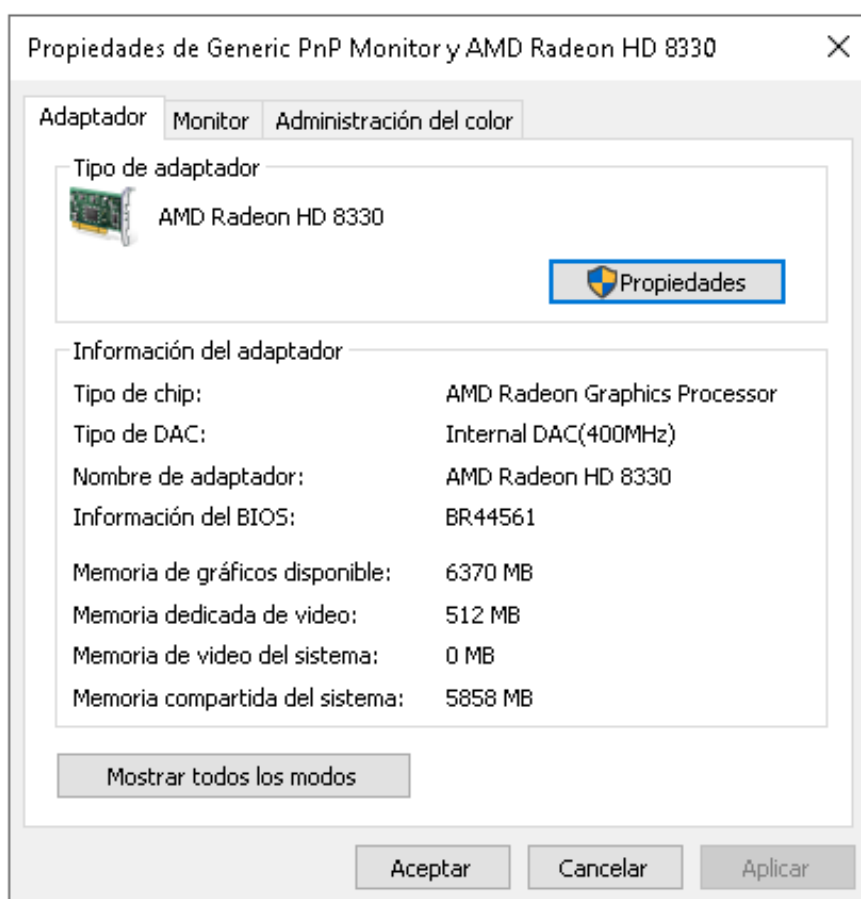 Propiedades de Generic PnP Monitor y AMD Radeon HD 8330
Adaptador Monitor Administración del color
Tipo de adaptador
AMD Radeon HD 8330
Propiedades
Información del adaptador
Tipo de chip: AMD Radeon Graphics Processor
Tipo de DAC: Internal DAC(400MHz)
Nombre de adaptador: AMD Radeon HD 8330
Información del BIOS: BR44561
Memoria de gráficos disponible: 6370 MB
Memoria dedicada de video: 512 MB
Memoria de video del sistema: 0 MB
Memoria compartida del sistema: 5858 MB
Mostrar todos los modos
Aceptar Cancelar Aplicar